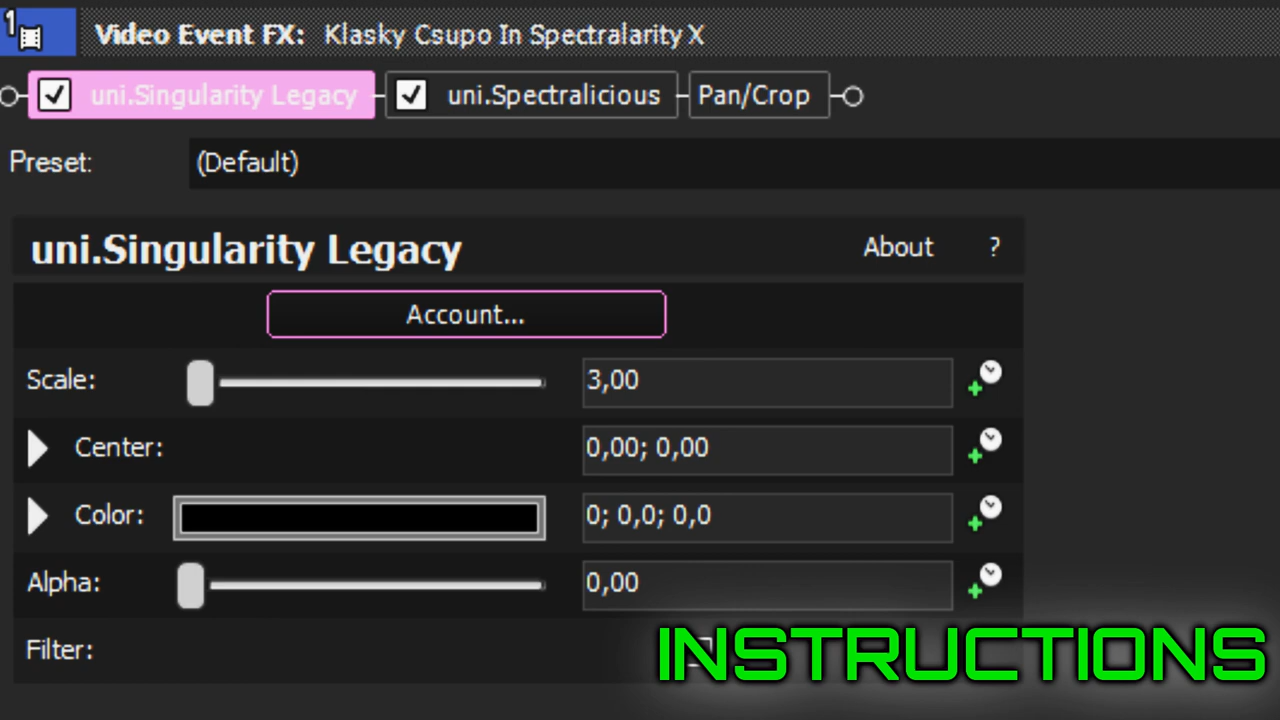 1
Video Event FX: Klasky Csupo In Spectralarity X
uni.Singularity Legacy uni.Spectralicious Pan/Crop
Preset: (Default)
uni.Singularity Legacy About ?
Account...
Scale: 3,00
Center: 0,00; 0,00
Color: 0; 0,0; 0,0
Alpha: 0,00
Filter:
INSTRUCTIONS